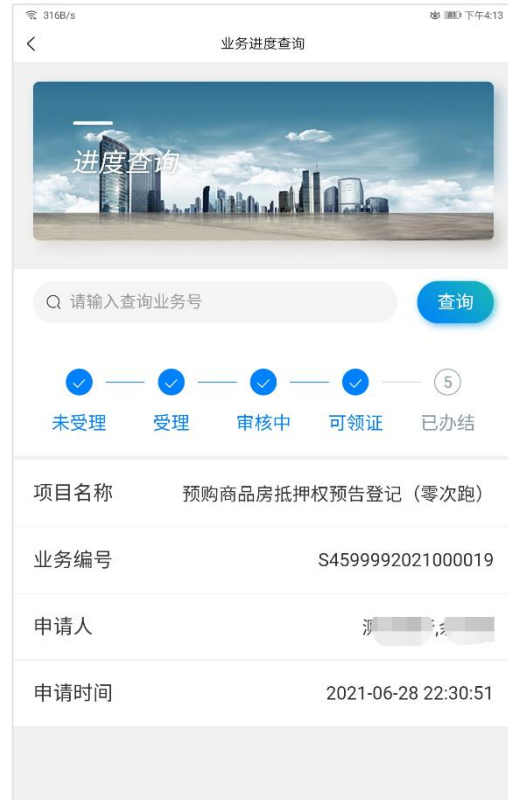 316B/s
下午4:13
业务进度查询
进度查询
请输入查询业务号
查询
5
未受理 受理 审核中 可领证 已办结
项目名称 预购商品房抵押权预告登记（零次跑）
业务编号 S4599992021000019
申请人
申请时间 2021-06-28 22:30:51